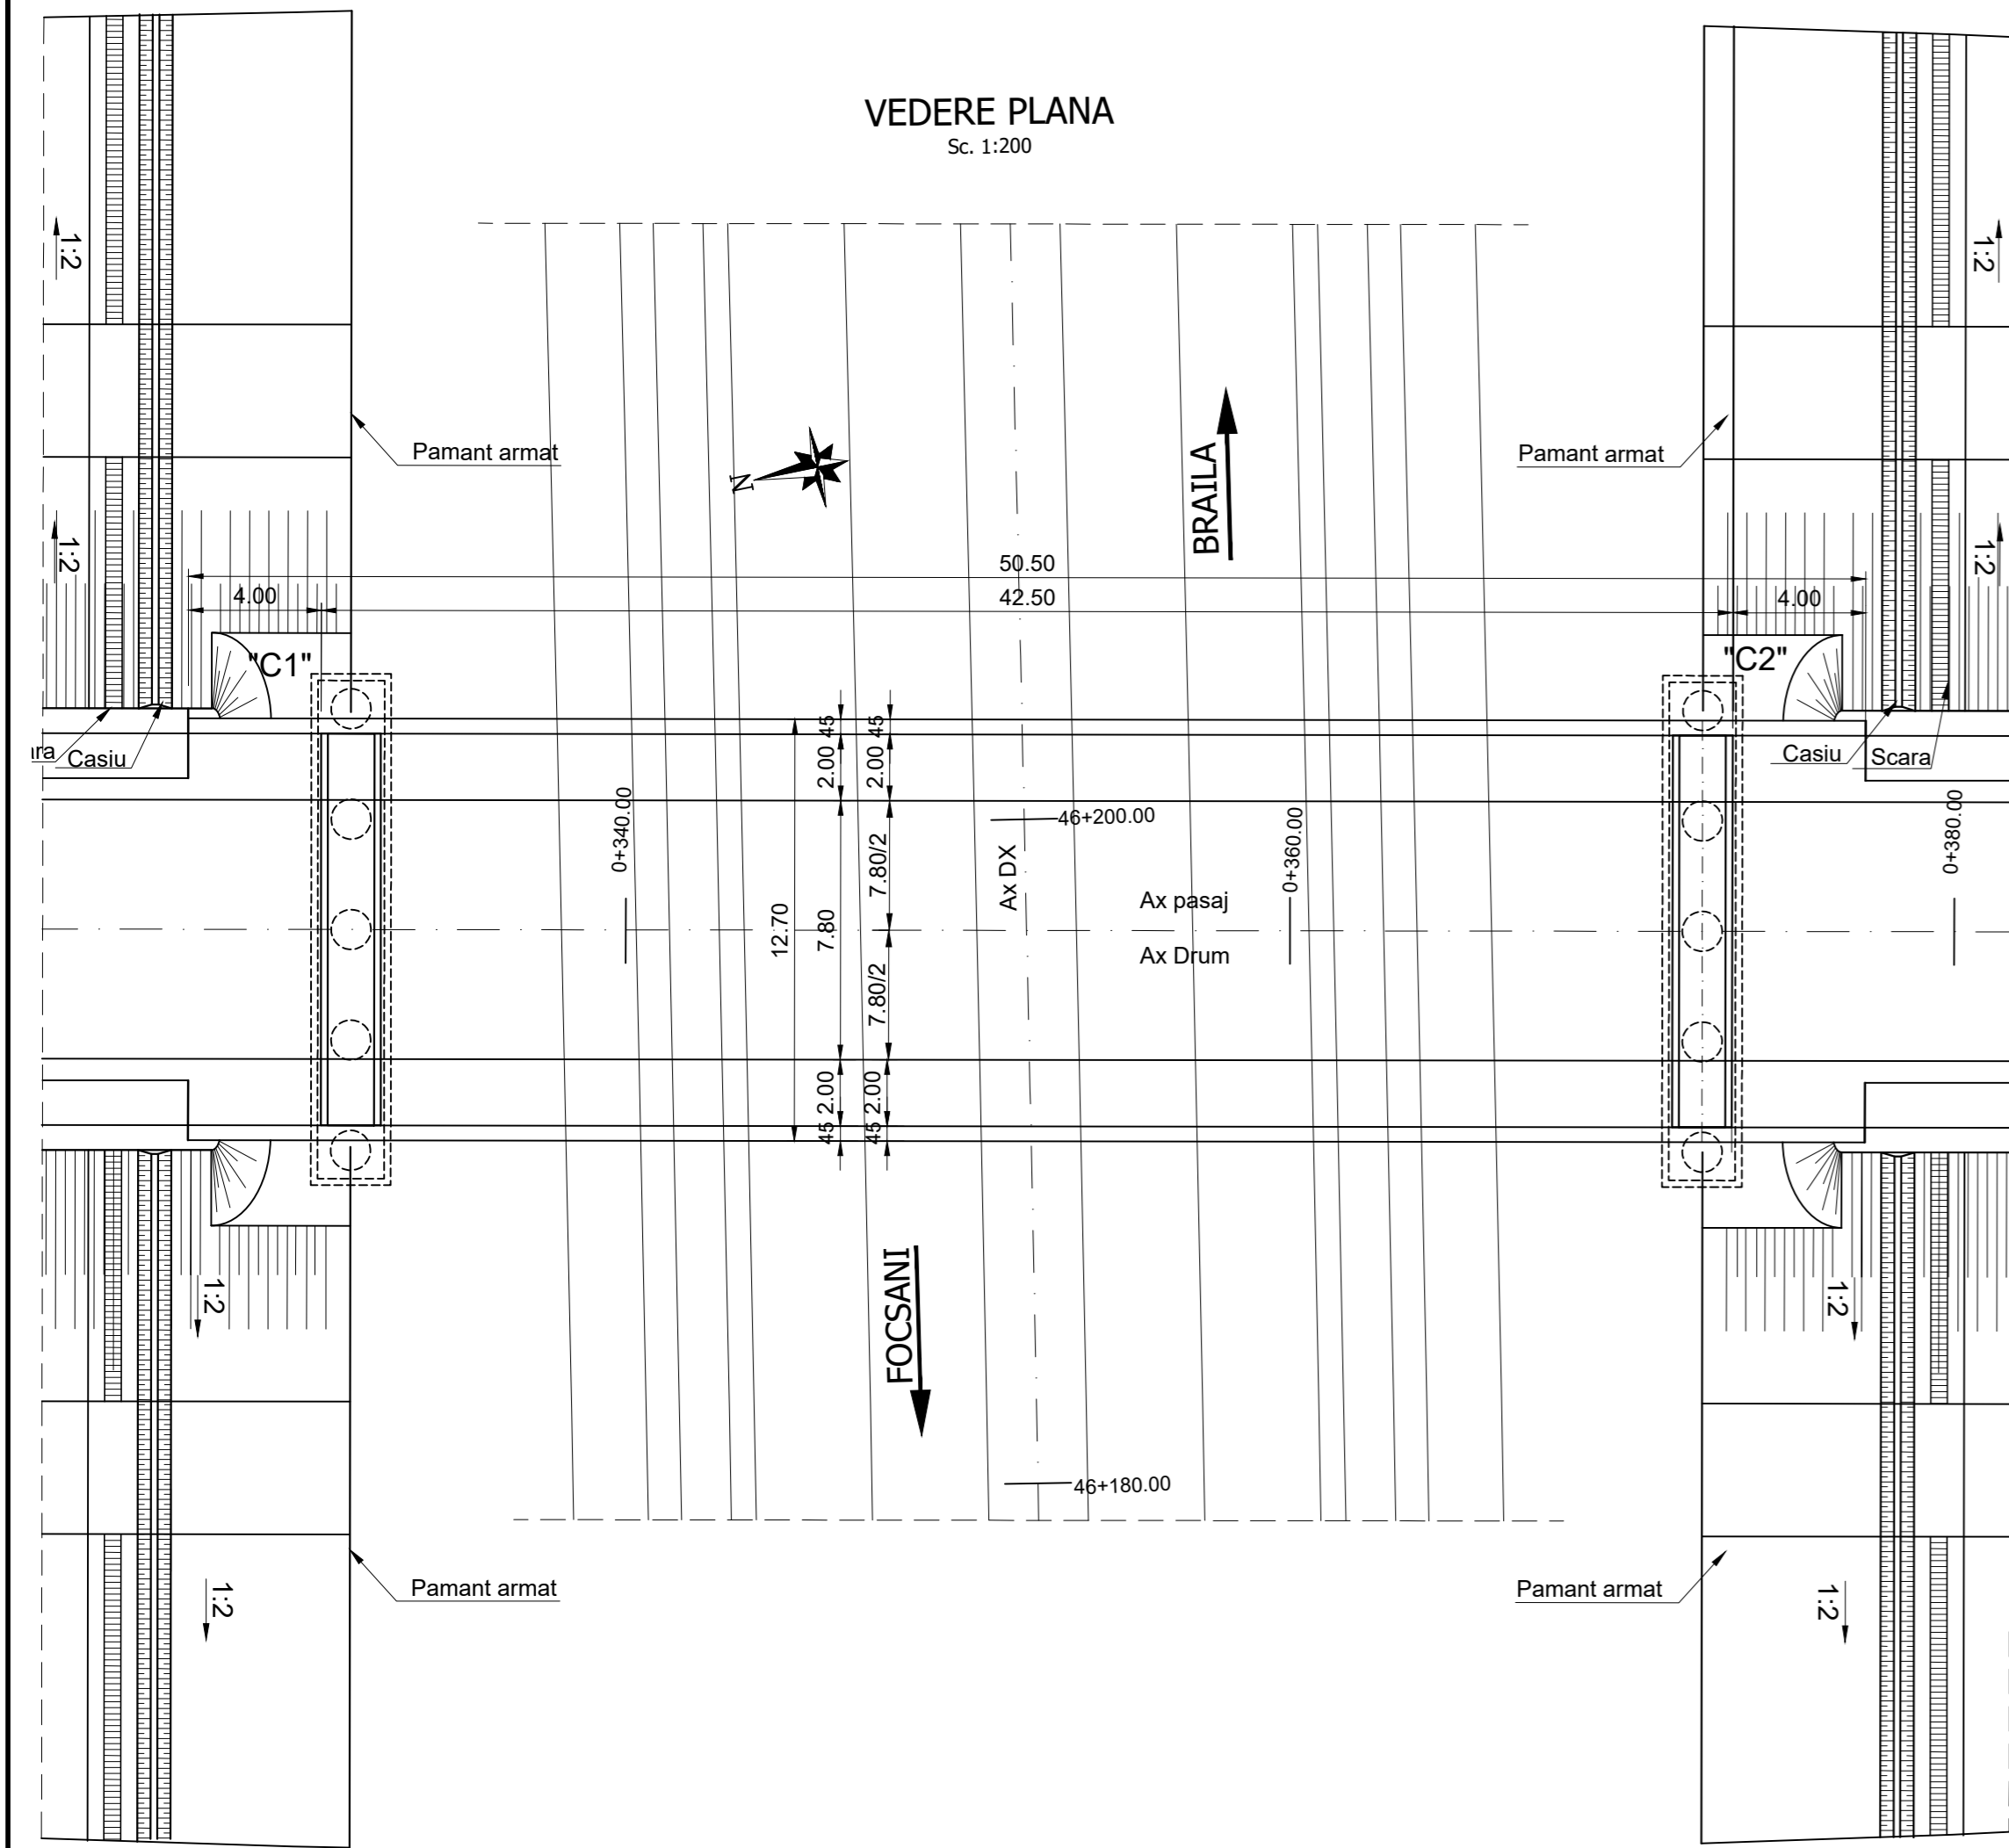 VEDERE PLANA
Sc. 1:200
1:2
1:2
Pamant armat
Pamant armat
N
BRAILA
1:2
1:2
50.50
4.00
42.50
4.00
"C1"
"C2"
45
45
2.00
2.00
Casiu
Casiu
Scara
0+340.00
46+200.00
0+360.00
0+380.00
7.80/2
Ax DX
Ax pasaj
12.70
7.80
Ax Drum
7.80/2
2.00
2.00
45
45
1:2
1:2
FOCSANI
46+180.00
Pamant armat
Pamant armat
1:2
1:2